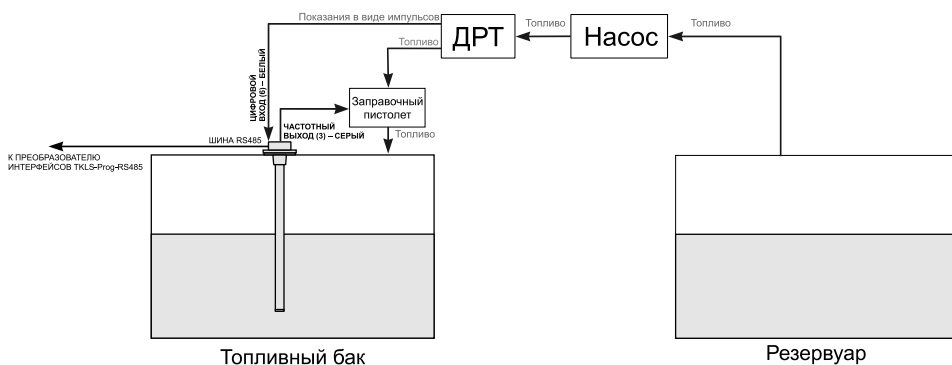 Показания в виде импульсов
ДРТ
Топливо
Насос
Топливо
Топливо
ЦИФРОВОЙ
ВХОД (6) – БЕЛЫЙ
Заправочный
пистолет
ЧАСТОТНЫЙ
ВЫХОД (3) – СЕРЫЙ
Топливо
ШИНА RS485
К ПРЕОБРАЗОВАТЕЛЮ
ИНТЕРФЕЙСОВ TKLS-Prog-RS485
Топливный бак
Резервуар